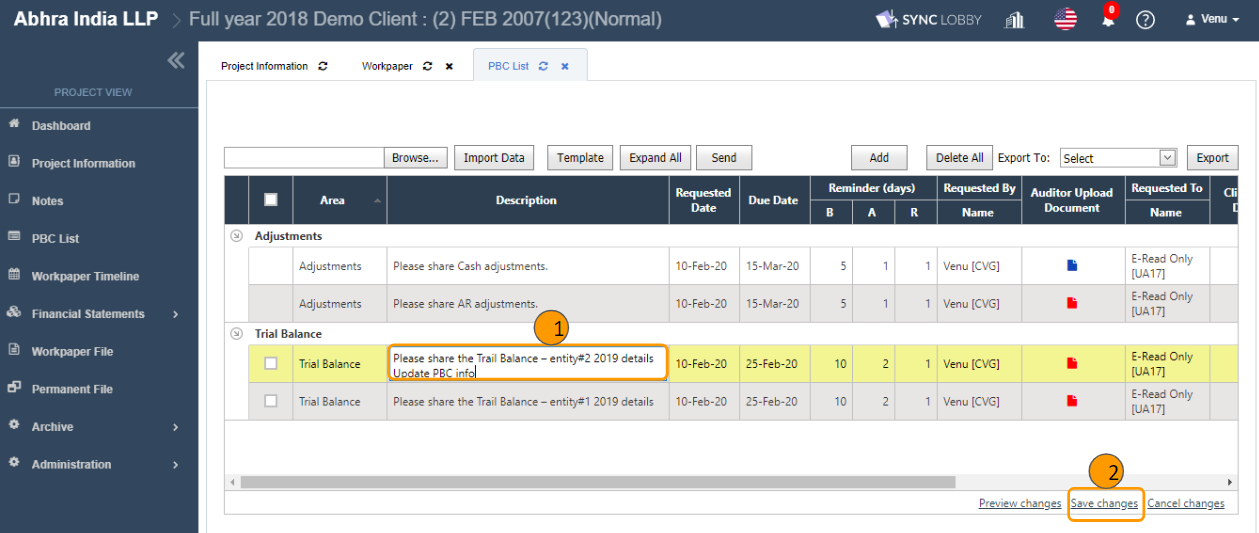 Abhra India LLP > Full year 2018 Demo Client : (2) FEB 2007(123)(Normal) SYNC LOBBY 0 ? Venu
Project Information Workpaper PBC List
PROJECT VIEW
Dashboard
Project Information
Notes
PBC List
Workpaper Timeline
Financial Statements >
Workpaper File
Permanent File
Archive >
Administration >
Browse... Import Data Template Expand All Send Add Delete All Export To: Select Export
Area Description Requested Date Due Date Reminder (days) B A R Requested By Name Auditor Upload Document Requested To Name
Adjustments
Adjustments Please share Cash adjustments. 10-Feb-20 15-Mar-20 5 1 1 Venu [CVG] E-Read Only [UA17]
Adjustments Please share AR adjustments. 10-Feb-20 15-Mar-20 5 1 1 Venu [CVG] E-Read Only [UA17]
1
Trial Balance
Trial Balance Please share the Trail Balance – entity#2 2019 details Update PBC info 10-Feb-20 25-Feb-20 10 2 1 Venu [CVG] E-Read Only [UA17]
Trial Balance Please share the Trail Balance – entity#1 2019 details 10-Feb-20 25-Feb-20 10 2 1 Venu [CVG] E-Read Only [UA17]
2
Preview changes Save changes Cancel changes